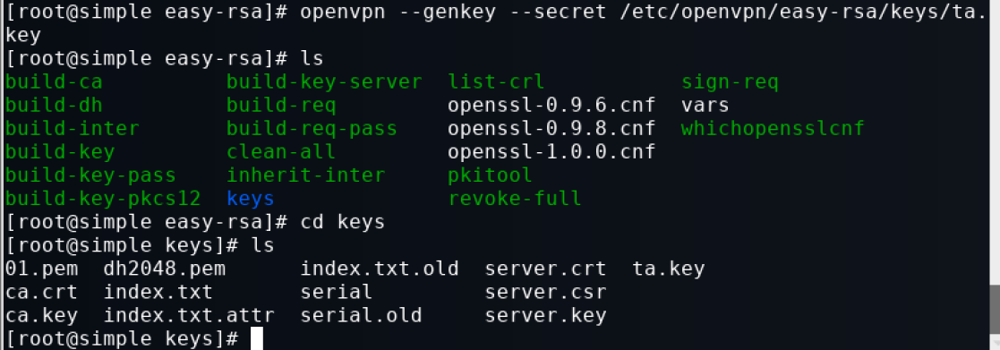 [root@simple easy-rsa]# openvpn --genkey --secret /etc/openvpn/easy-rsa/keys/ta.
key
[root@simple easy-rsa]# ls
build-ca build-key-server list-crl sign-req
build-dh build-req openssl-0.9.6.cnf vars
build-inter build-req-pass openssl-0.9.8.cnf whichopensslcnf
build-key clean-all openssl-1.0.0.cnf
build-key-pass inherit-inter pkitool
build-key-pkcs12 keys revoke-full
[root@simple easy-rsa]# cd keys
[root@simple keys]# ls
01.pem dh2048.pem index.txt.old server.crt ta.key
ca.crt index.txt serial server.csr
ca.key index.txt.attr serial.old server.key
[root@simple keys]#